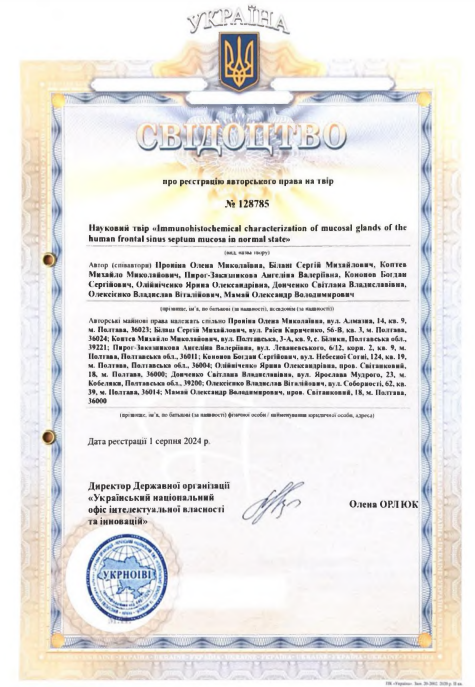 УКРАЇНА
СВІДОЦТВО
про реєстрацію авторського права на твір
№ 128785
Науковий твір «Immunohistochemical characterization of mucosal glands of the
human frontal sinus septum mucosa in normal state»
(вид, назва твору)
Автор (співавтори) Проніна Олена Миколаївна, Білаш Сергій Михайлович, Коптев
Михайло Миколайович, Пирог-Заказникова Ангеліна Валеріївна, Кононов Богдан
Сергійович, Олійніченко Ярина Олександрівна, Донченко Світлана Владиславівна,
Олексієнко Владислав Віталійович, Мамай Олександр Володимирович
(прізвище, ім'я, по батькові (за наявності), псевдонім (за наявності))
Авторські майнові права належать спільно Проніна Олена Миколаївна, вул. Алмазна, 14, кв. 9,
м. Полтава, 36023; Білаш Сергій Михайлович, вул. Раїси Кириченко, 56-В, кв. 3, м. Полтава,
36024; Коптев Михайло Миколайович, вул. Полтавська, 3-А, кв. 9, с. Білики, Полтавська обл.,
39221; Пирог-Заказникова Ангеліна Валеріївна, вул. Леваневського, 6/12, корп. 2, кв. 9, м.
Полтава, Полтавська обл., 36011; Кононов Богдан Сергійович, вул. Небесної Сотні, 124, кв. 19,
м. Полтава, Полтавська обл., 36004; Олійніченко Ярина Олександрівна, пров. Світанковий,
18, м. Полтава, 36000; Донченко Світлана Владиславівна, вул. Ярослава Мудрого, 23, м.
Кобеляки, Полтавська обл., 39200; Олексієнко Владислав Віталійович, вул. Соборності, 62, кв.
39, м. Полтава, 36014; Мамай Олександр Володимирович, пров. Світанковий, 18, м. Полтава,
36000
(прізвище, ім'я, по батькові (за наявності) фізичної особи / найменування юридичної особи, адреса)
Дата реєстрації 1 серпня 2024 р.
Директор Державної організації
«Український національний
офіс інтелектуальної власності
та інновацій»
Олена ОРЛЮК
УКРНОІВІ